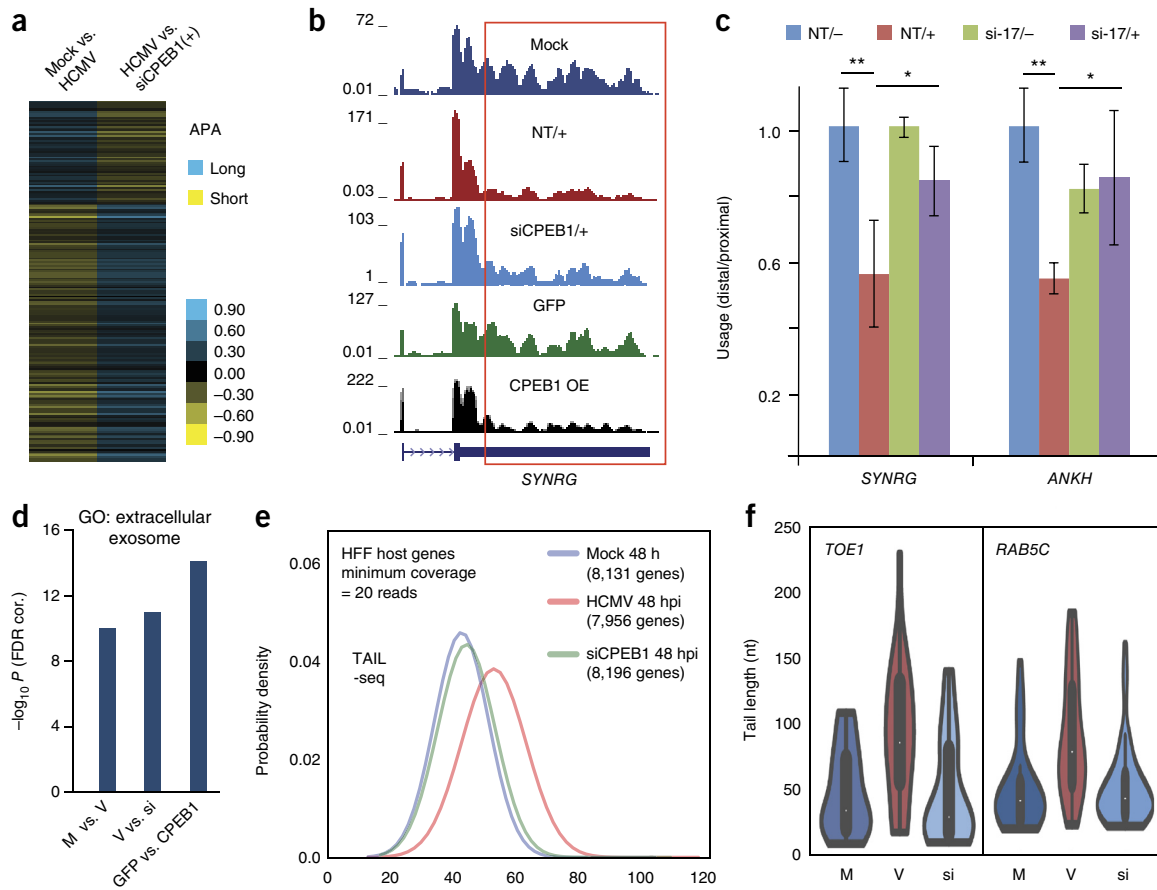 a
Mock vs.
HCMV
HCMV vs.
siCPEB1(+)
APA
Long
Short
0.90
0.60
0.30
0.00
–0.30
–0.60
–0.90
b
72
0.01
Mock
171
0.03
NT/+
103
1
siCPEB1/+
127
0.01
GFP
222
0.01
CPEB1 OE
SYNRG
c
NT/–
NT/+
si-17/–
si-17/+
**
*
**
*
Usage (distal/proximal)
1.0
0.6
0.2
SYNRG
ANKH
d
GO: extracellular
exosome
–log10 P (FDR cor.)
16
12
8
4
0
M vs. V
V vs. si
GFP vs. CPEB1
e
HFF host genes
minimum coverage
= 20 reads
TAIL
-seq
Mock 48 h
(8,131 genes)
HCMV 48 hpi
(7,956 genes)
siCPEB1 48 hpi
(8,196 genes)
Probability density
0.06
0.04
0.02
0.0
0
20
40
60
80
100
120
f
TOE1
RAB5C
Tail length (nt)
250
200
150
100
50
0
M
V
si
M
V
si